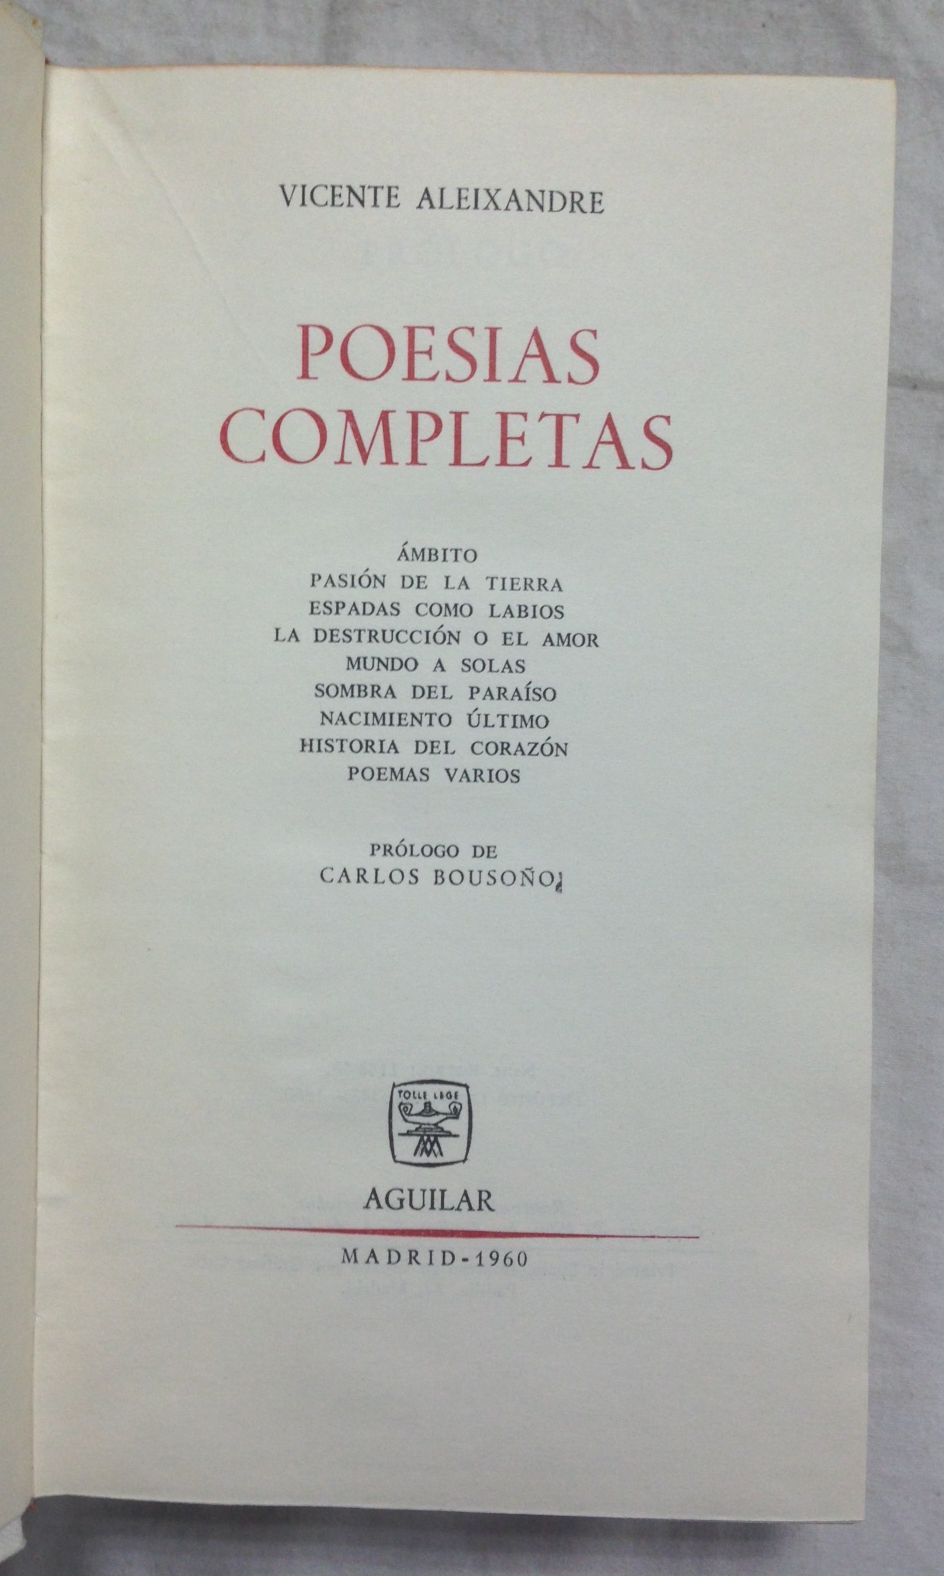 VICENTE ALEIXANDRE
POESIAS
COMPLETAS
ÁMBITO
PASIÓN DE LA TIERRA
ESPADAS COMO LABIOS
LA DESTRUCCIÓN O EL AMOR
MUNDO A SOLAS
SOMBRA DEL PARAÍSO
NACIMIENTO ÚLTIMO
HISTORIA DEL CORAZÓN
POEMAS VARIOS
PRÓLOGO DE
CARLOS BOUSOÑO
TOLLE LEGE
AGUILAR
MADRID-1960